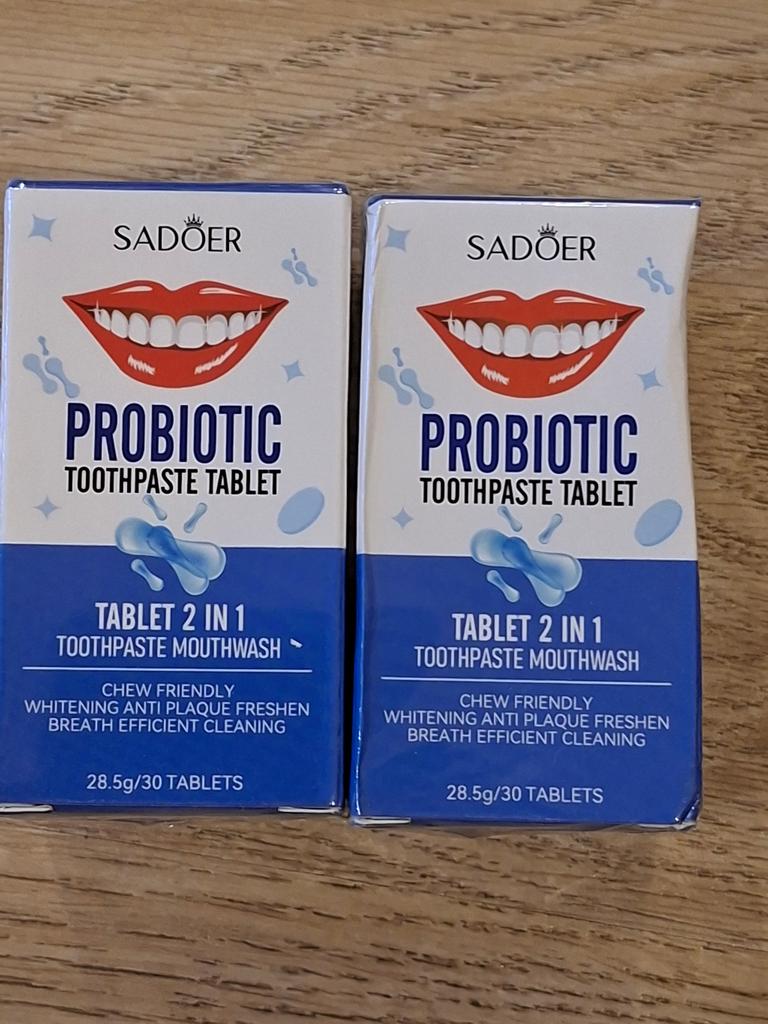 SADOER
PROBIOTIC
TOOTHPASTE TABLET
TABLET 2 IN 1
TOOTHPASTE MOUTHWASH
CHEW FRIENDLY
WHITENING ANTI PLAQUE FRESHEN
BREATH EFFICIENT CLEANING
28.5g/30 TABLETS
SADOER
PROBIOTIC
TOOTHPASTE TABLET
TABLET 2 IN 1
TOOTHPASTE MOUTHWASH
CHEW FRIENDLY
WHITENING ANTI PLAQUE FRESHEN
BREATH EFFICIENT CLEANING
28.5g/30 TABLETS